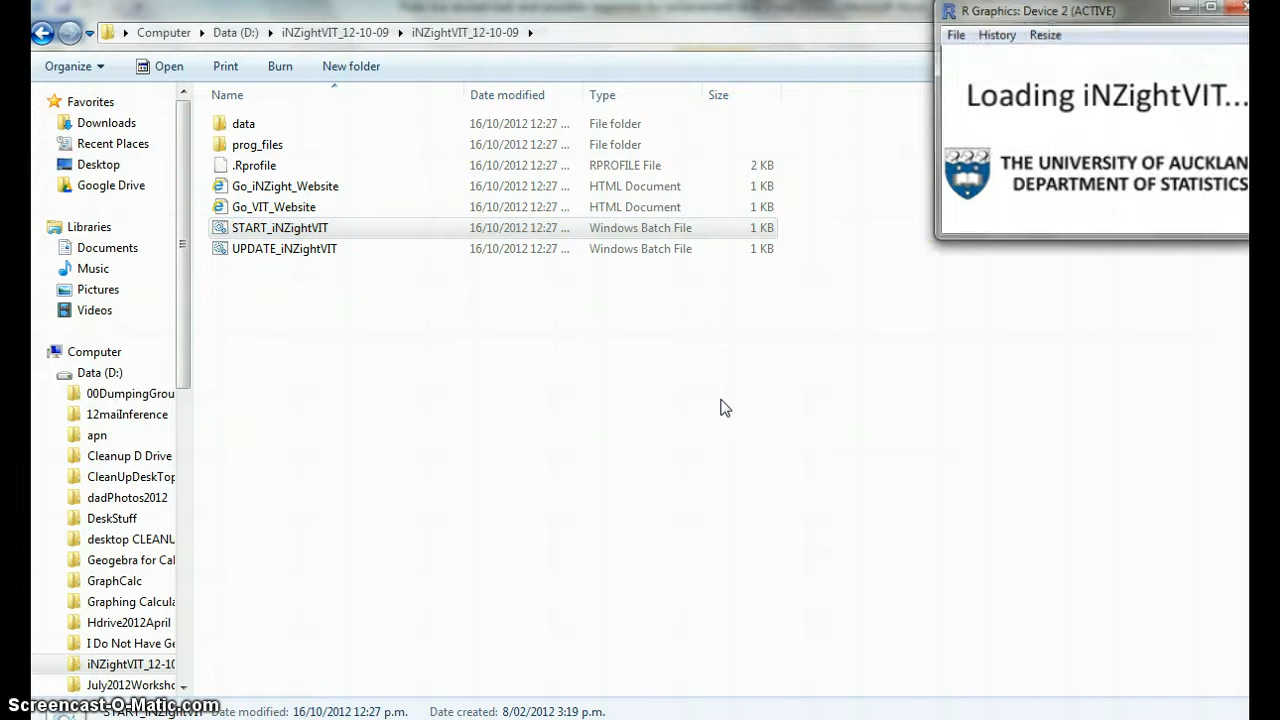 R Graphics: Device 2 (ACTIVE)
Computer Data (D:) iNZightVIT_12-10-09 iNZightVIT_12-10-09
File History Resize
Organize Open Print Burn New folder
Loading iNZightVIT...
THE UNIVERSITY OF AUCKLAN
DEPARTMENT OF STATISTICS
Name Date modified Type Size
data 16/10/2012 12:27 ... File folder
prog_files 16/10/2012 12:27 ... File folder
.Rprofile 16/10/2012 12:27 ... RPROFILE File 2 KB
Go_iNZight_Website 16/10/2012 12:27 ... HTML Document 1 KB
Go_VIT_Website 16/10/2012 12:27 ... HTML Document 1 KB
START_iNZightVIT 16/10/2012 12:27 ... Windows Batch File 1 KB
UPDATE_iNZightVIT 16/10/2012 12:27 ... Windows Batch File 1 KB
Favorites
Downloads
Recent Places
Desktop
Google Drive
Libraries
Documents
Music
Pictures
Videos
Computer
Data (D:)
00DumpingGrou
12maiInference
apn
Cleanup D Drive
CleanUpDeskTop
dadPhotos2012
DeskStuff
desktop CLEANU
Geogebra for Cal
GraphCalc
Graphing Calcula
Hdrive2012April
I Do Not Have Ge
iNZightVIT_12-10
July2012Worksho
Date modified: 16/10/2012 12:27 p.m. Date created: 8/02/2012 3:19 p.m.
Screencast-O-Matic.com